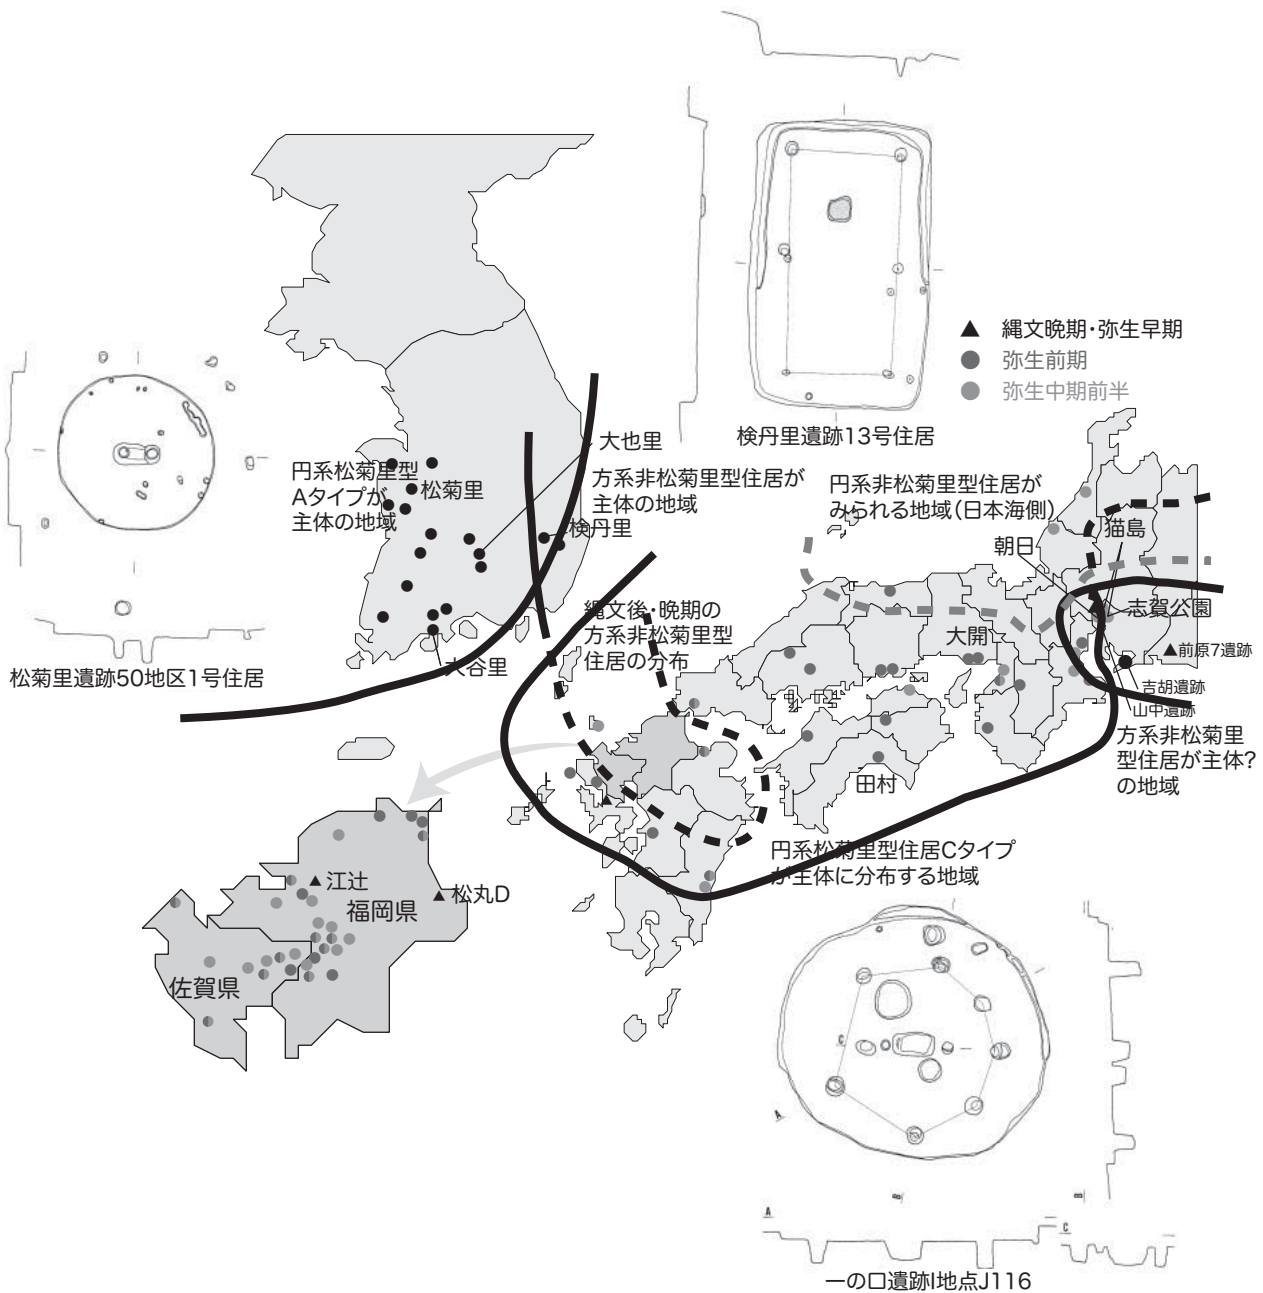 ▲ 縄文晩期・弥生早期
● 弥生前期
● 弥生中期前半
検丹里遺跡13号住居
大也里
円系松菊里型
Aタイプが
主体の地域
松菊里
方系非松菊里型住居が
主体の地域
検丹里
円系非松菊里型住居が
みられる地域(日本海側)
猫島
朝日
志賀公園
縄文後・晩期の
方系非松菊里型
住居の分布
大開
▲前原7遺跡
大谷里
松菊里遺跡50地区1号住居
吉胡遺跡
山中遺跡
方系非松菊里
型住居が主体?
の地域
田村
円系松菊里型住居Cタイプ
が主体に分布する地域
▲江辻
▲松丸D
福岡県
佐賀県
C
A
B
B
A
C
一の口遺跡I地点J116